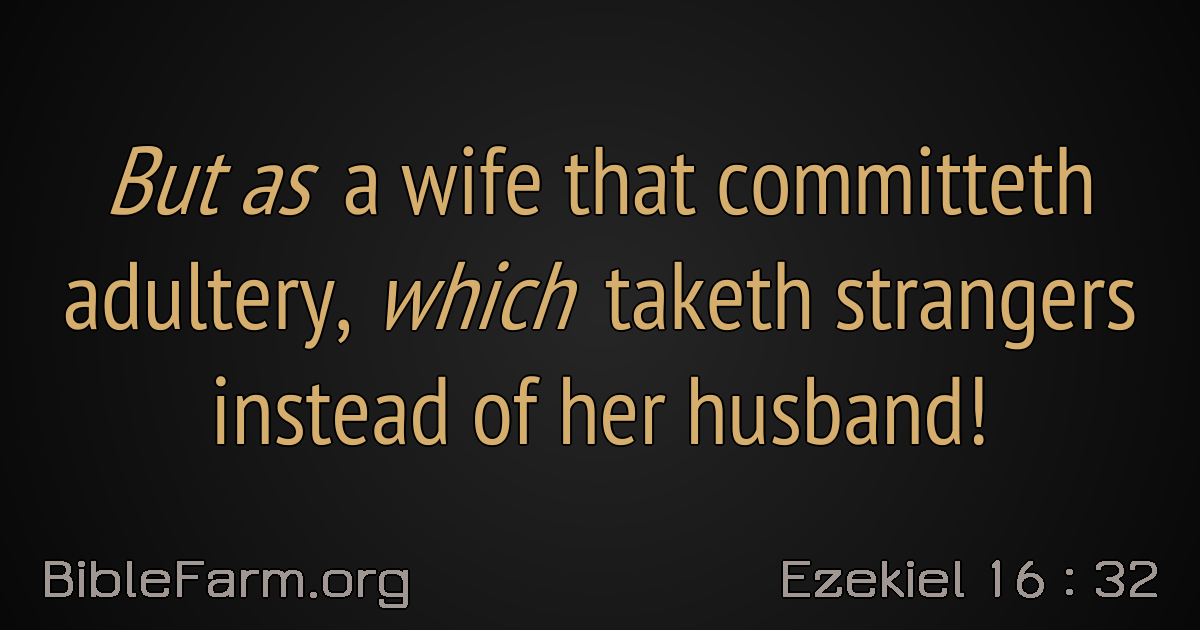 But as a wife that committeth
adultery, which taketh strangers
instead of her husband!
BibleFarm.org
Ezekiel 16 : 32